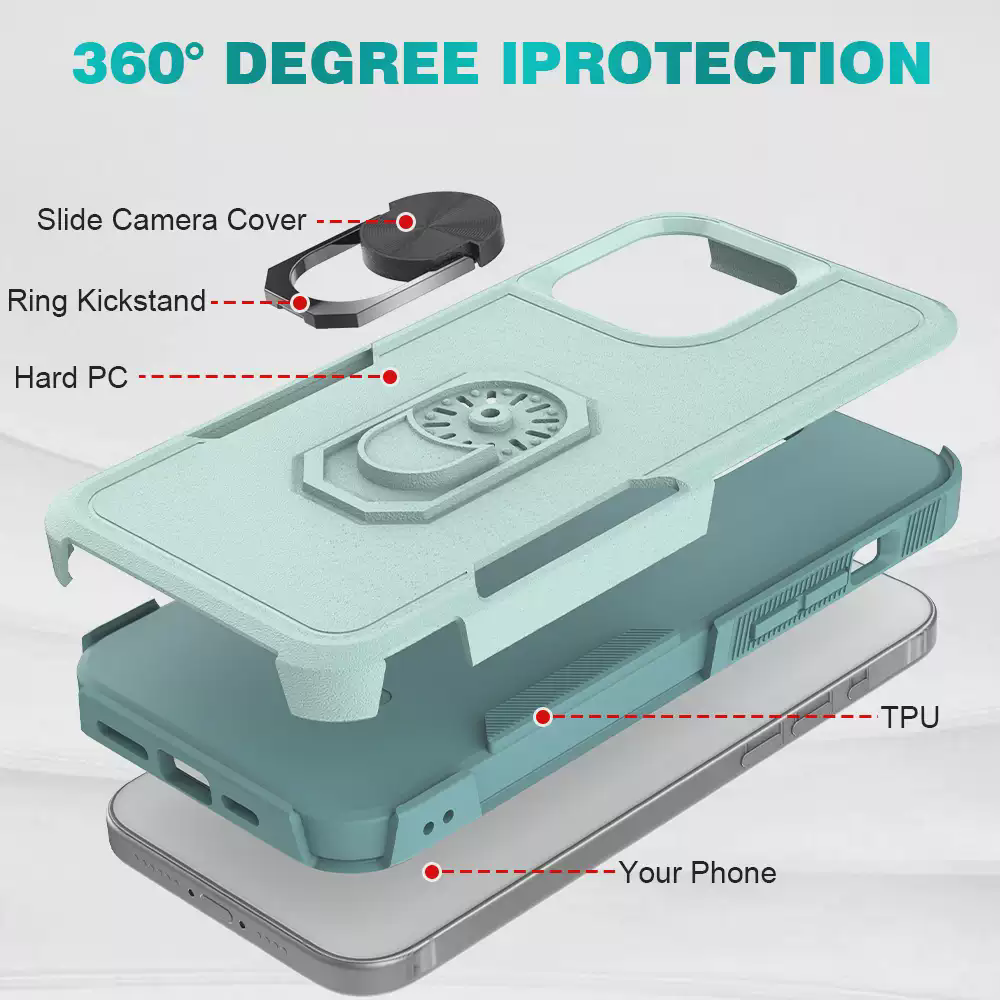 360° DEGREE IPROTECTION
Slide Camera Cover
Ring Kickstand
Hard PC
TPU
Your Phone